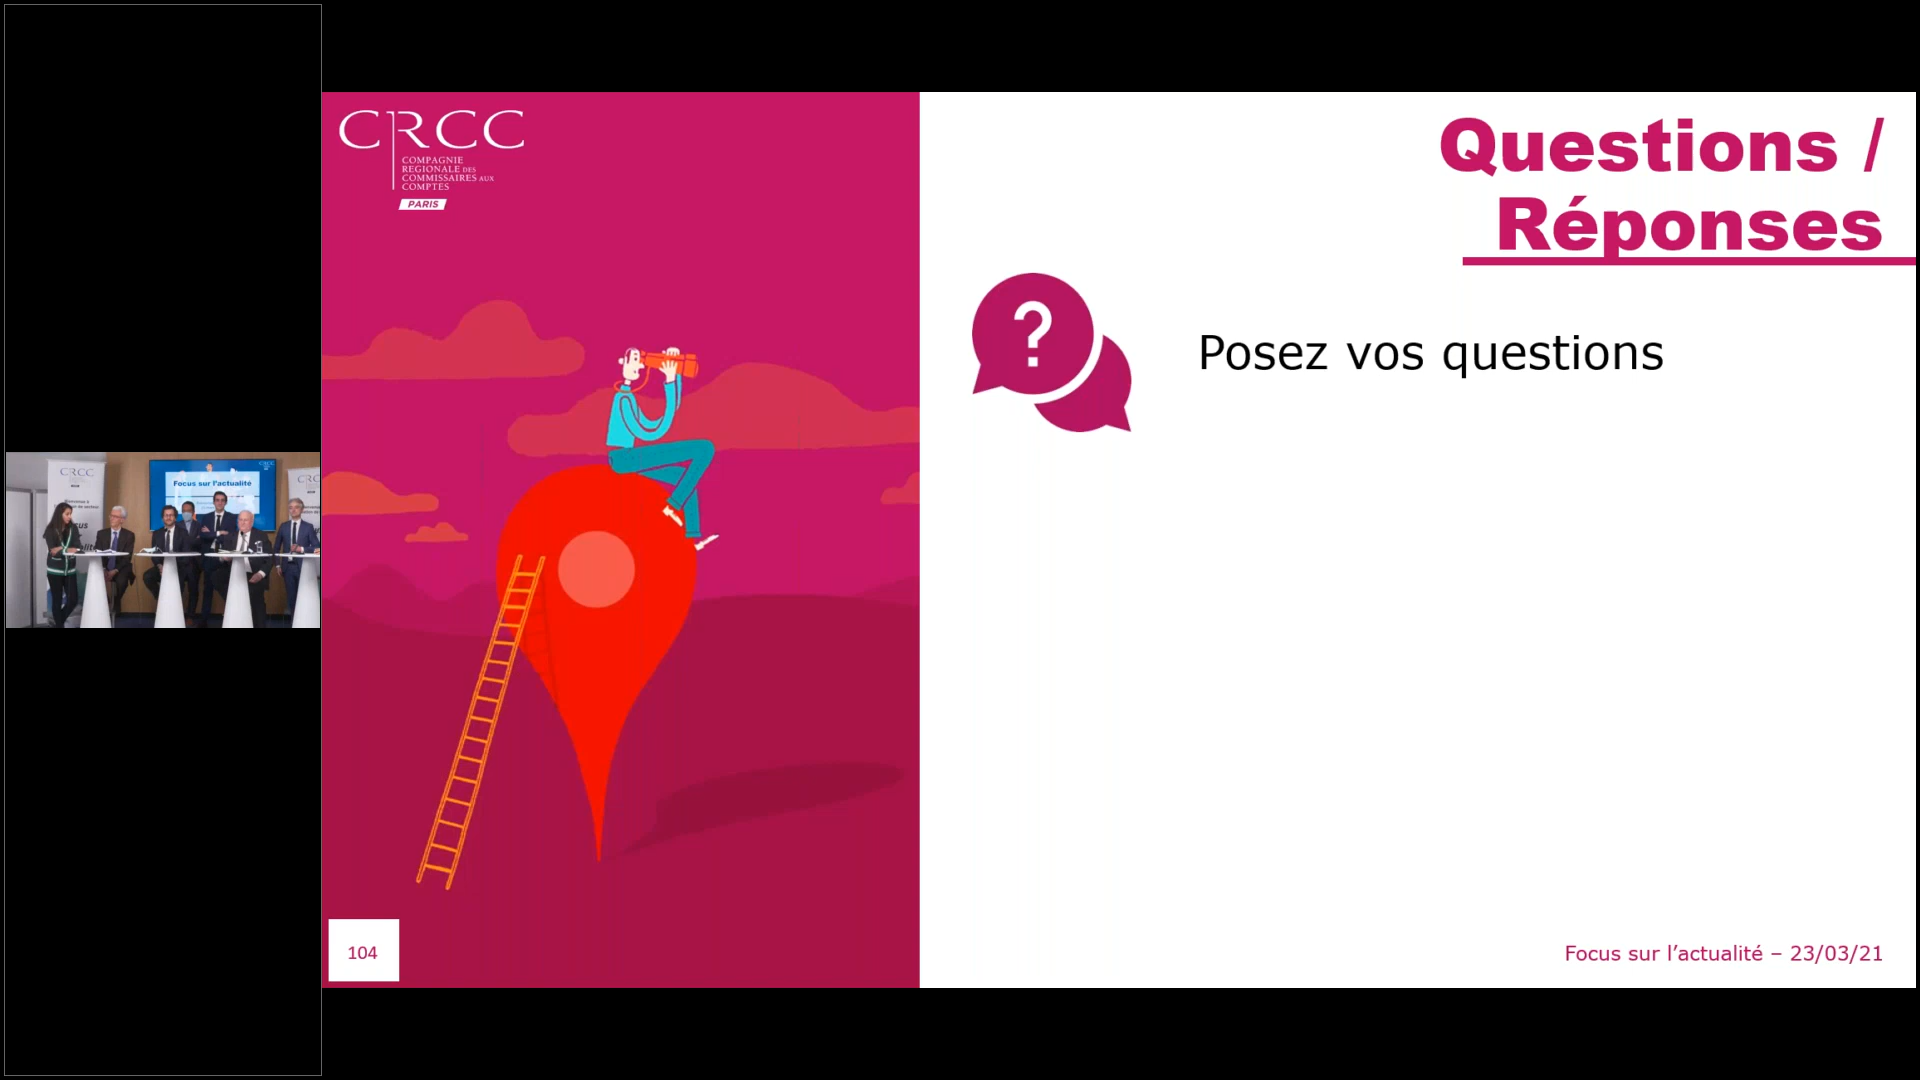 CRCC
COMPAGNIE
REGIONALE DES
COMMISSAIRES AUX
COMPTES
PARIS
Questions /
Réponses
Posez vos questions
CRCC
Focus sur l'actualité
104
Focus sur l'actualité – 23/03/21